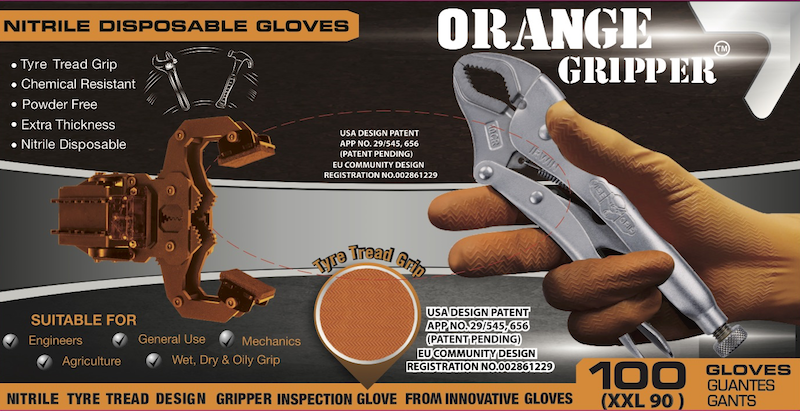 NITRILE DISPOSABLE GLOVES
• Tyre Tread Grip
• Chemical Resistant
• Powder Free
• Extra Thickness
• Nitrile Disposable
ORANGE
GRIPPER
TM
USA DESIGN PATENT
APP NO. 29/545, 656
(PATENT PENDING)
EU COMMUNITY DESIGN
REGISTRATION NO.002861229
Tyre Tread Grip
SUITABLE FOR
Engineers
General Use
Mechanics
Agriculture
Wet, Dry & Oily Grip
USA DESIGN PATENT
APP NO. 29/545, 656
(PATENT PENDING)
EU COMMUNITY DESIGN
REGISTRATION NO.002861229
NITRILE TYRE TREAD DESIGN GRIPPER INSPECTION GLOVE FROM INNOVATIVE GLOVES
100
(XXL 90 )
GLOVES
GUANTES
GANTS